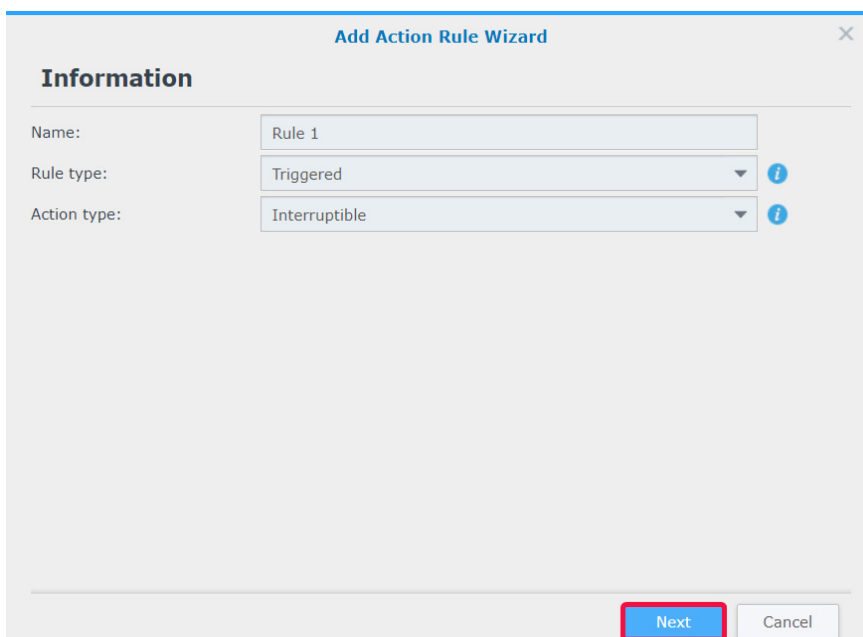 Add Action Rule Wizard
Information
Name: Rule 1
Rule type: Triggered
Action type: Interruptible
Next Cancel